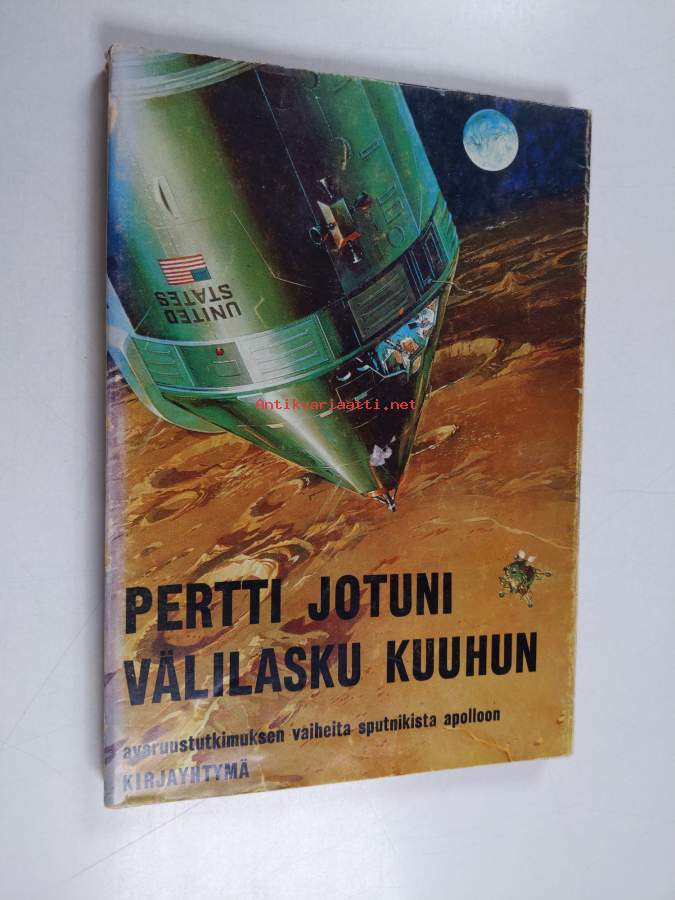 UNITED
STATES
Antikvariaatti.net
PERTTI JOTUNI
VÄLILASKU KUUHUN
avaruustutkimuksen vaiheita sputnikista apolloon
KIRJAYHTYMÄ